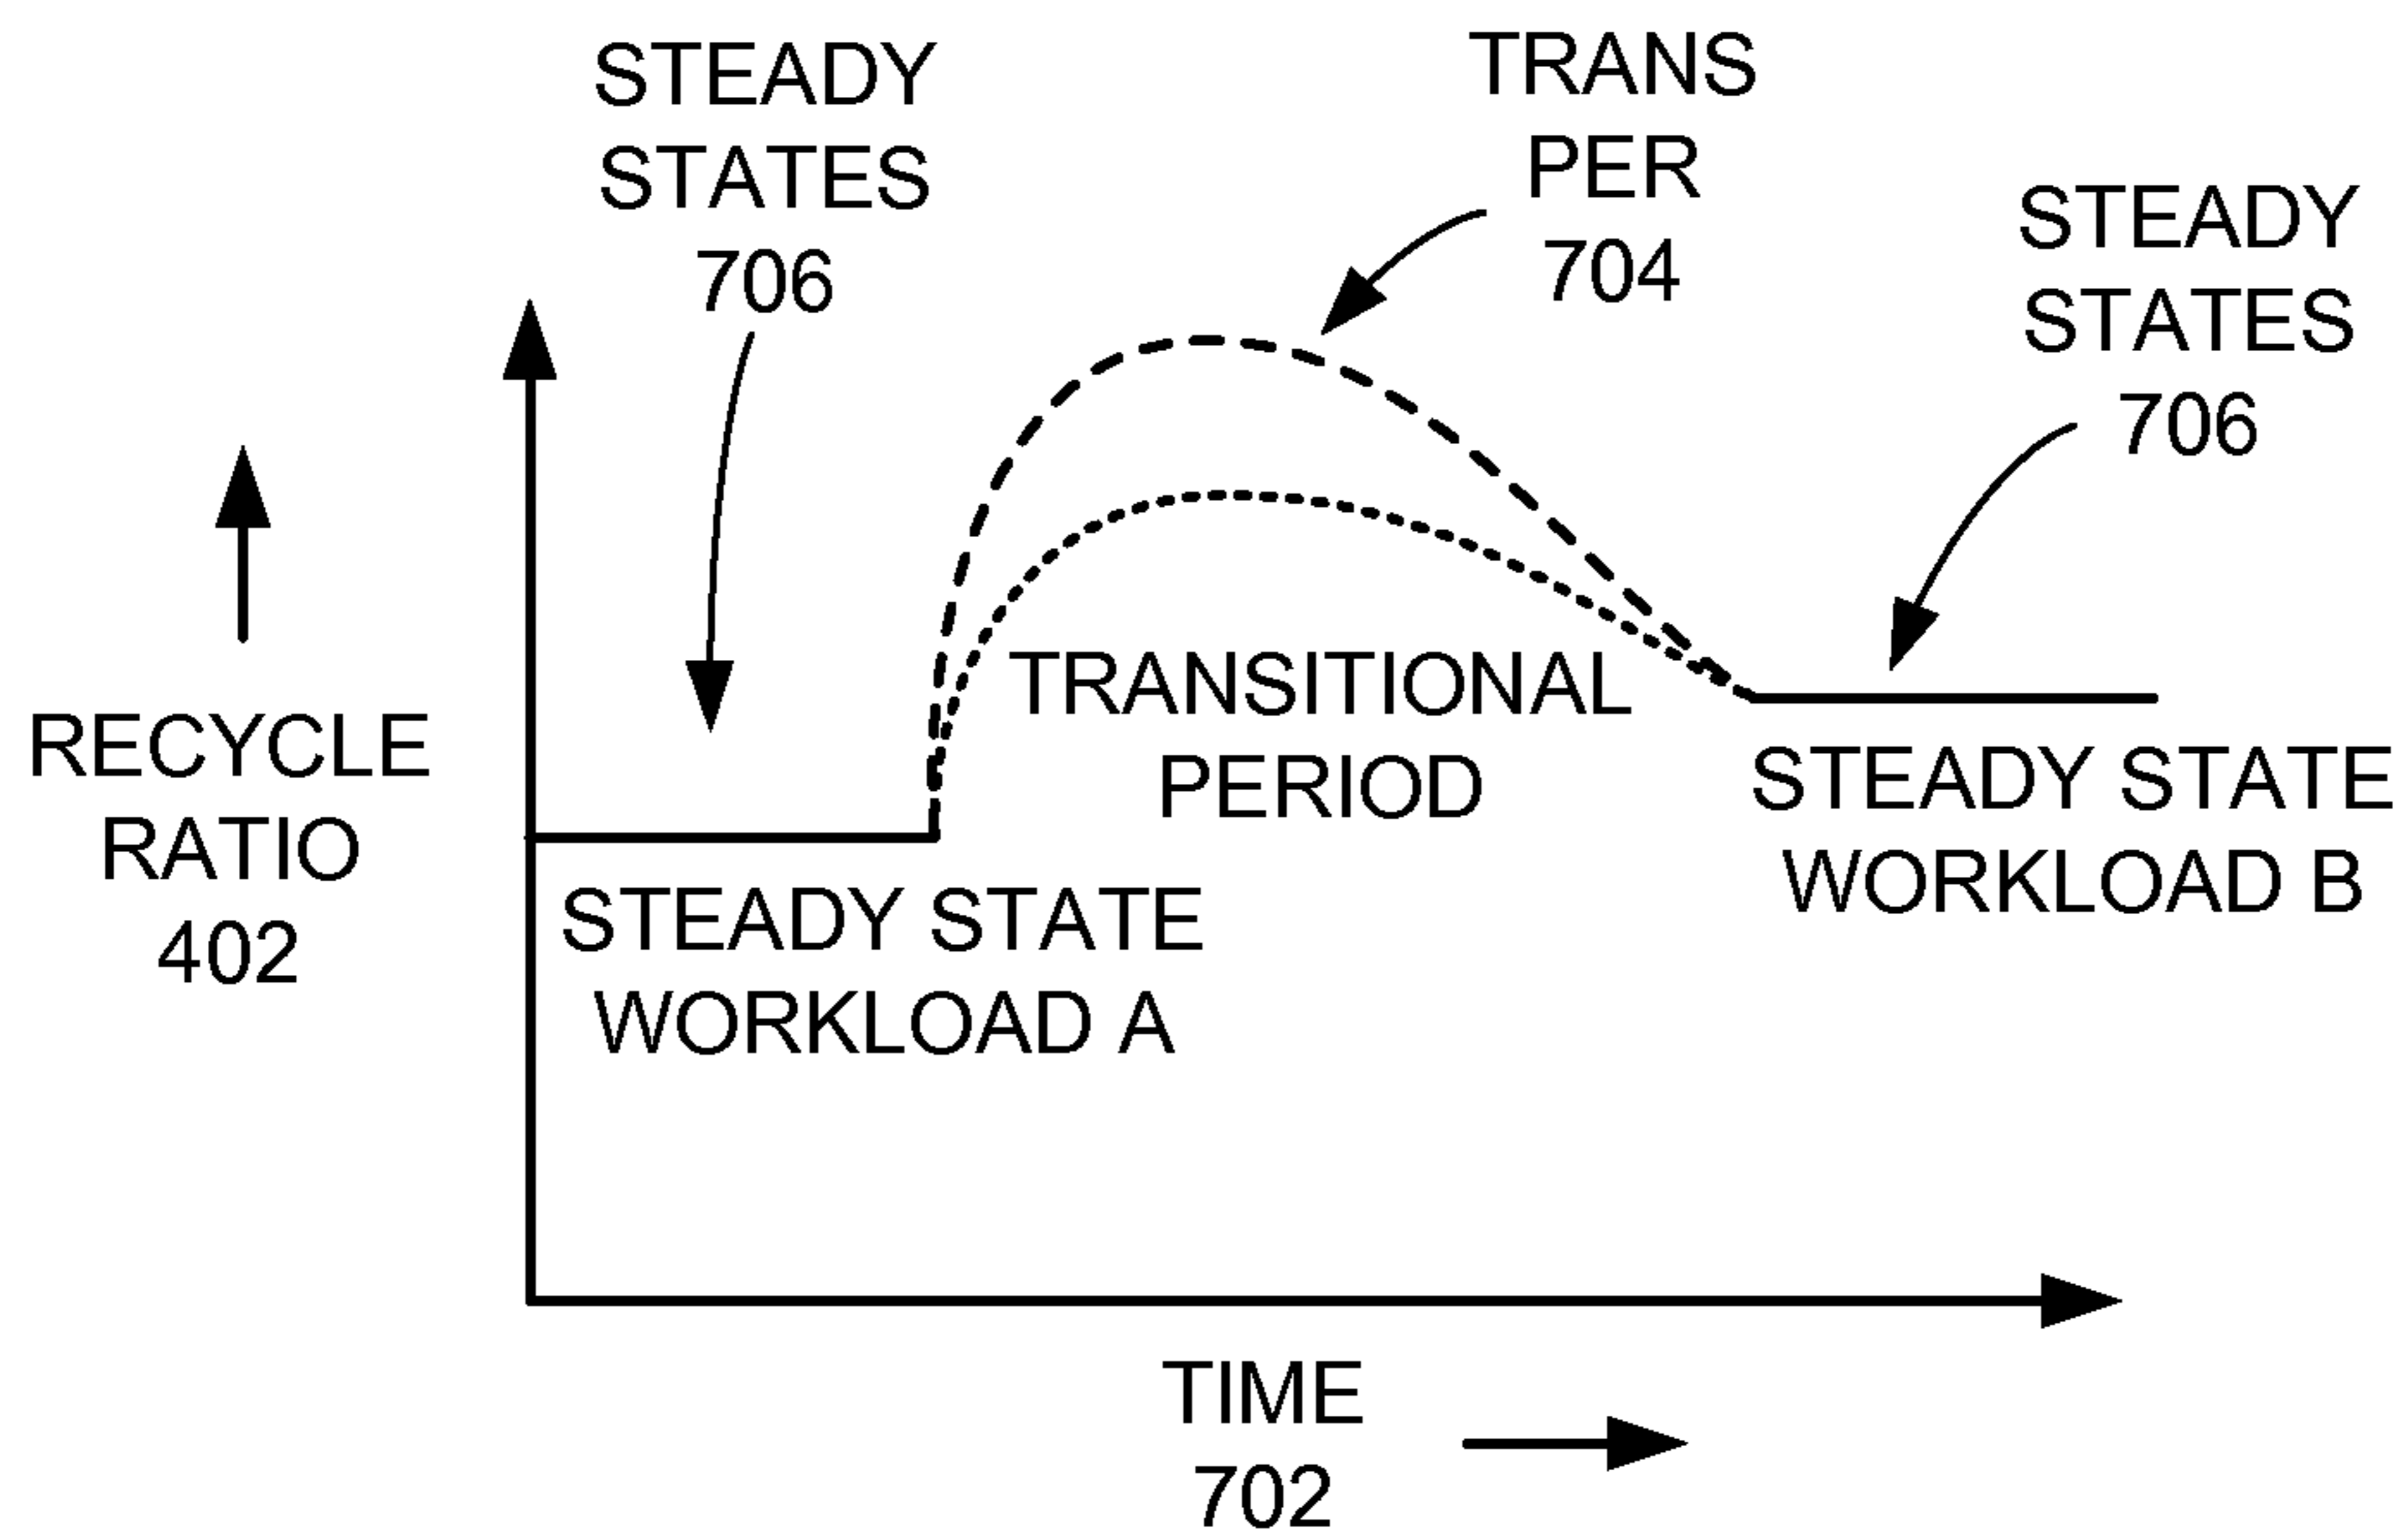 STEADY
STATES
706
TRANS
PER
704
STEADY
STATES
706
RECYCLE
RATIO
402
TRANSITIONAL
PERIOD
STEADY STATE
WORKLOAD B
STEADY STATE
WORKLOAD A
TIME
702